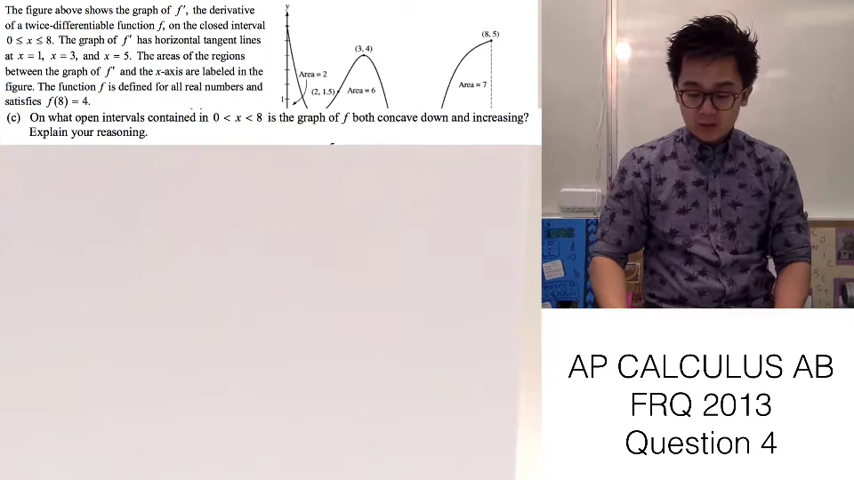 The figure above shows the graph of f′, the derivative
of a twice-differentiable function f, on the closed interval
0 ≤ x ≤ 8. The graph of f′ has horizontal tangent lines
at x = 1, x = 3, and x = 5. The areas of the regions
between the graph of f′ and the x-axis are labeled in the
figure. The function f is defined for all real numbers and
satisfies f(8) = 4.
y
(3, 4)
(8, 5)
Area = 2
(2, 1.5)
Area = 6
Area = 7
1
(c) On what open intervals contained in 0 < x < 8 is the graph of f both concave down and increasing?
Explain your reasoning.
AP CALCULUS AB
FRQ 2013
Question 4